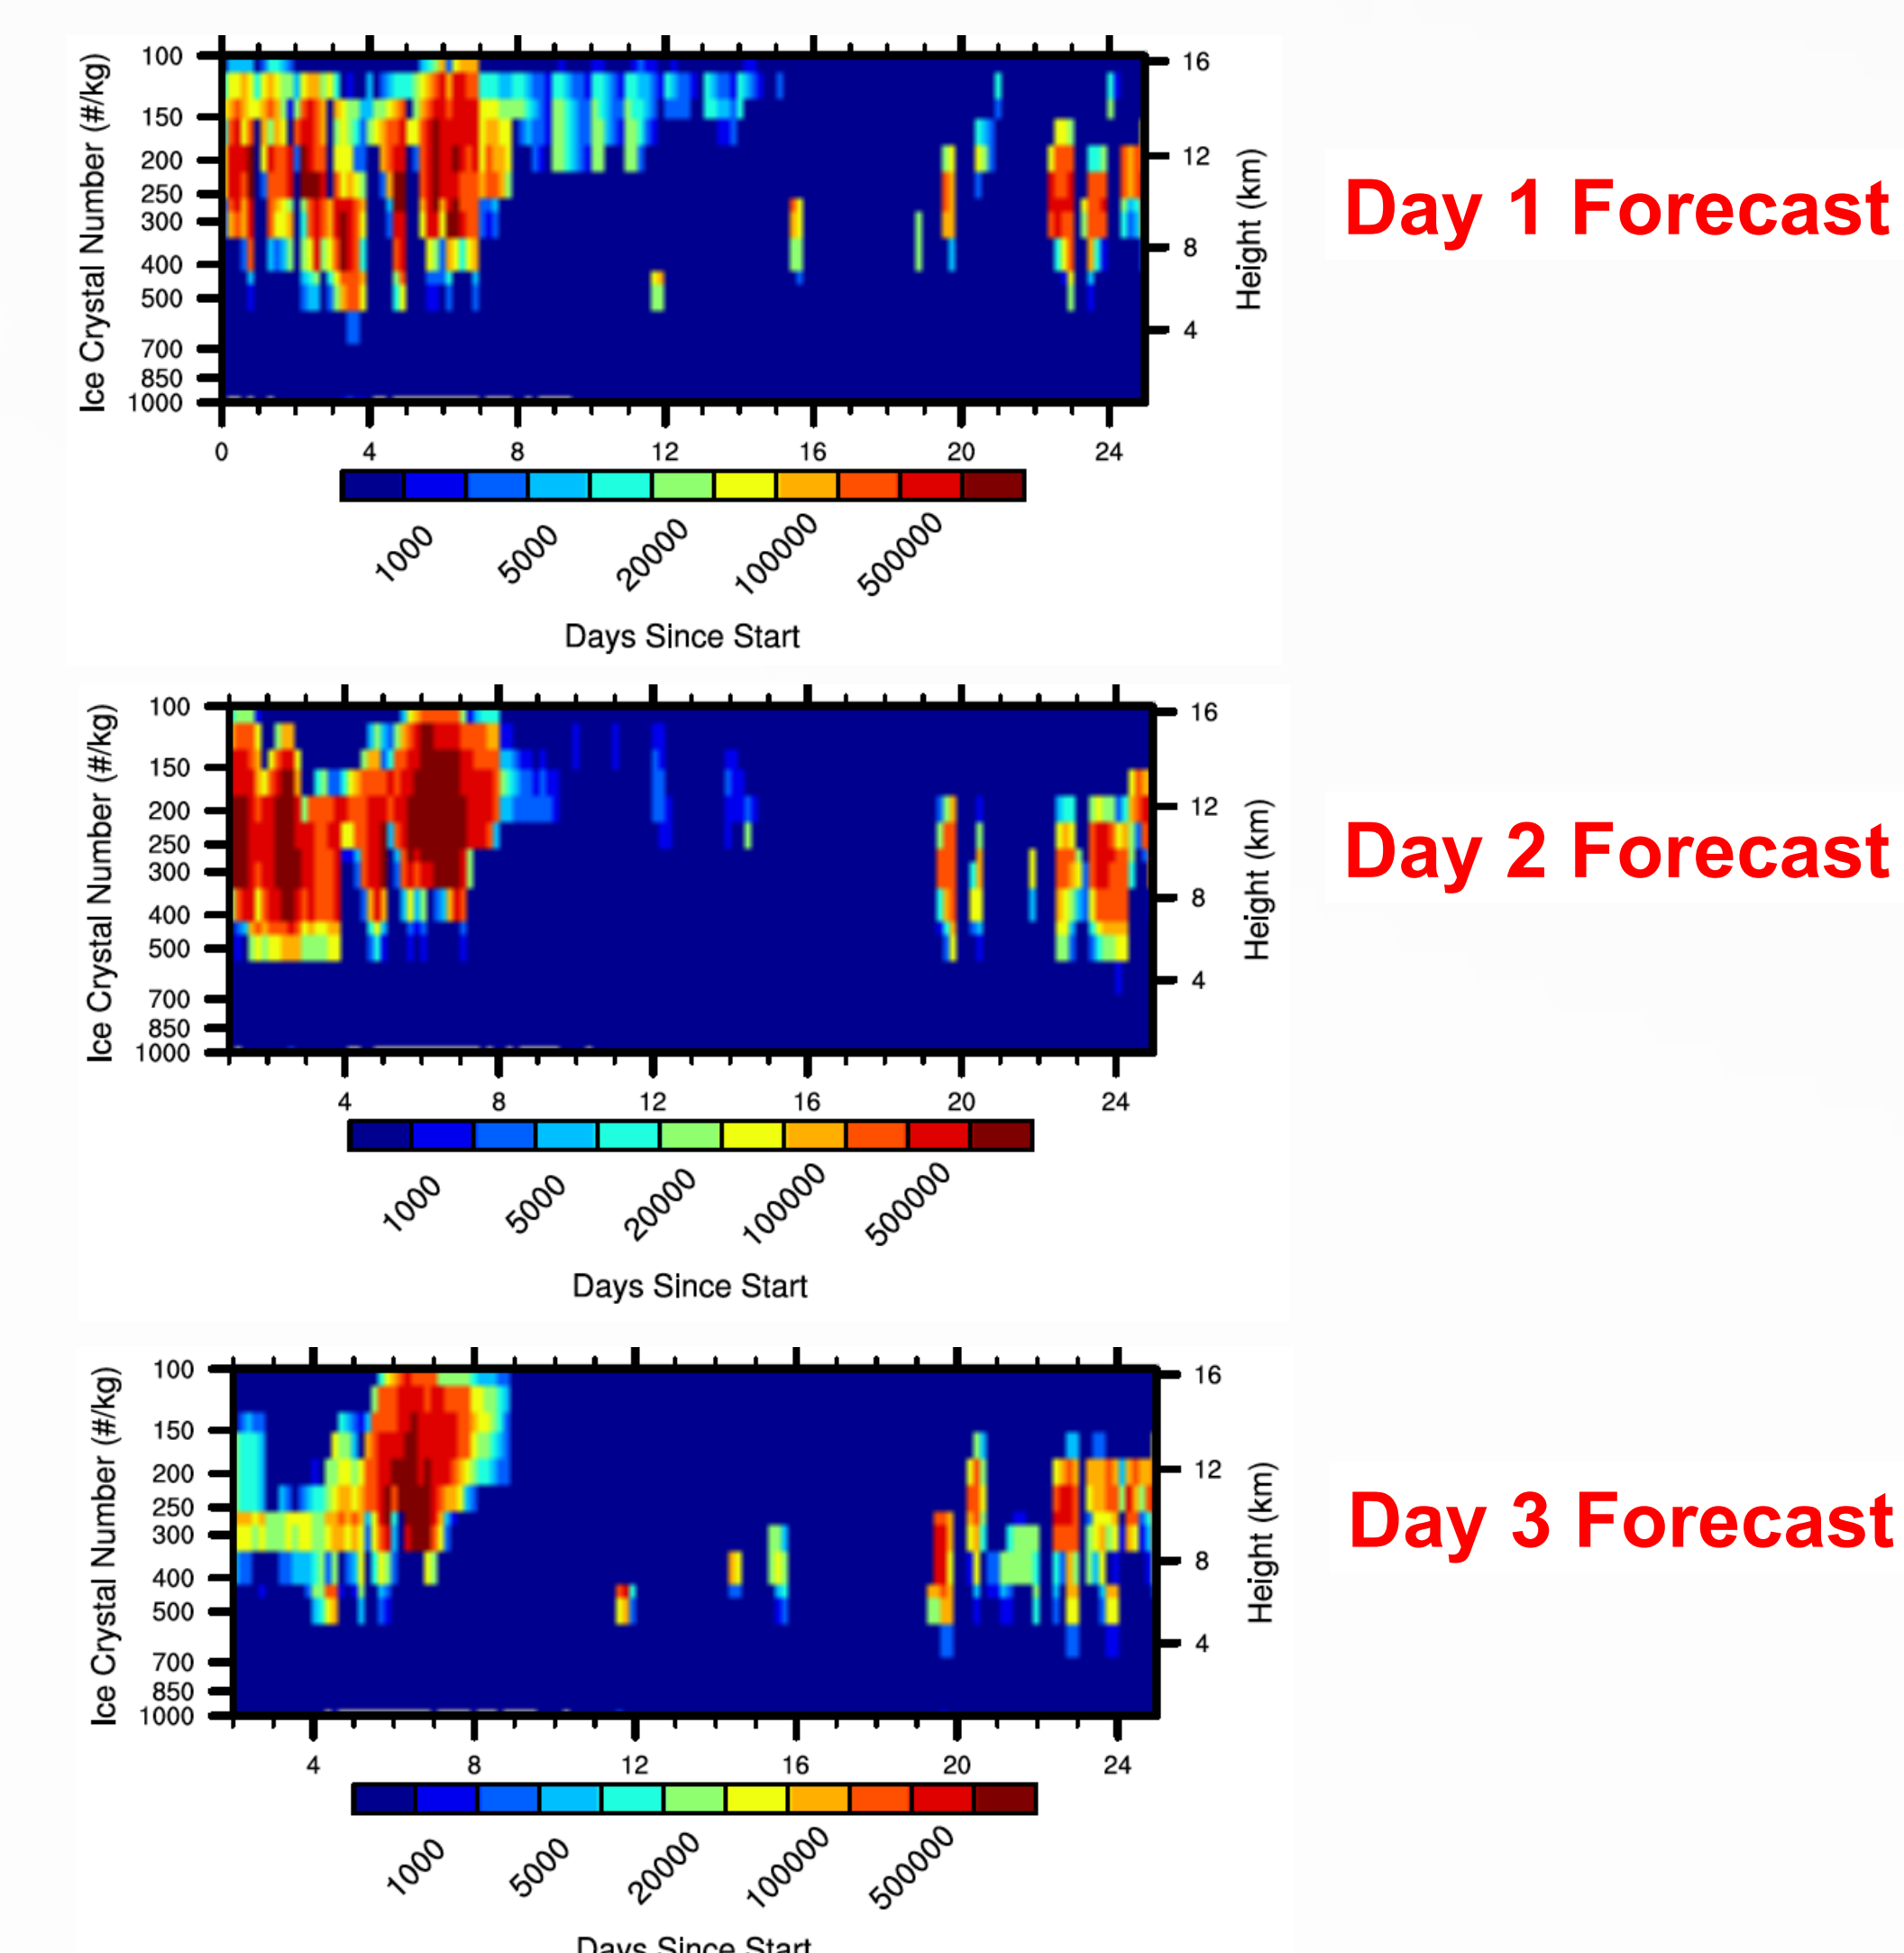 Ice Crystal Number (#/kg)
100
150
200
250
300
400
500
700
850
1000
16
12
8
4
Height (km)
0 4 8 12 16 20 24
1000 5000 20000 100000 500000
Days Since Start
Day 1 Forecast
Ice Crystal Number (#/kg)
100
150
200
250
300
400
500
700
850
1000
16
12
8
4
Height (km)
4 8 12 16 20 24
1000 5000 20000 100000 500000
Days Since Start
Day 2 Forecast
Ice Crystal Number (#/kg)
100
150
200
250
300
400
500
700
850
1000
16
12
8
4
Height (km)
4 8 12 16 20 24
1000 5000 20000 100000 500000
Days Since Start
Day 3 Forecast